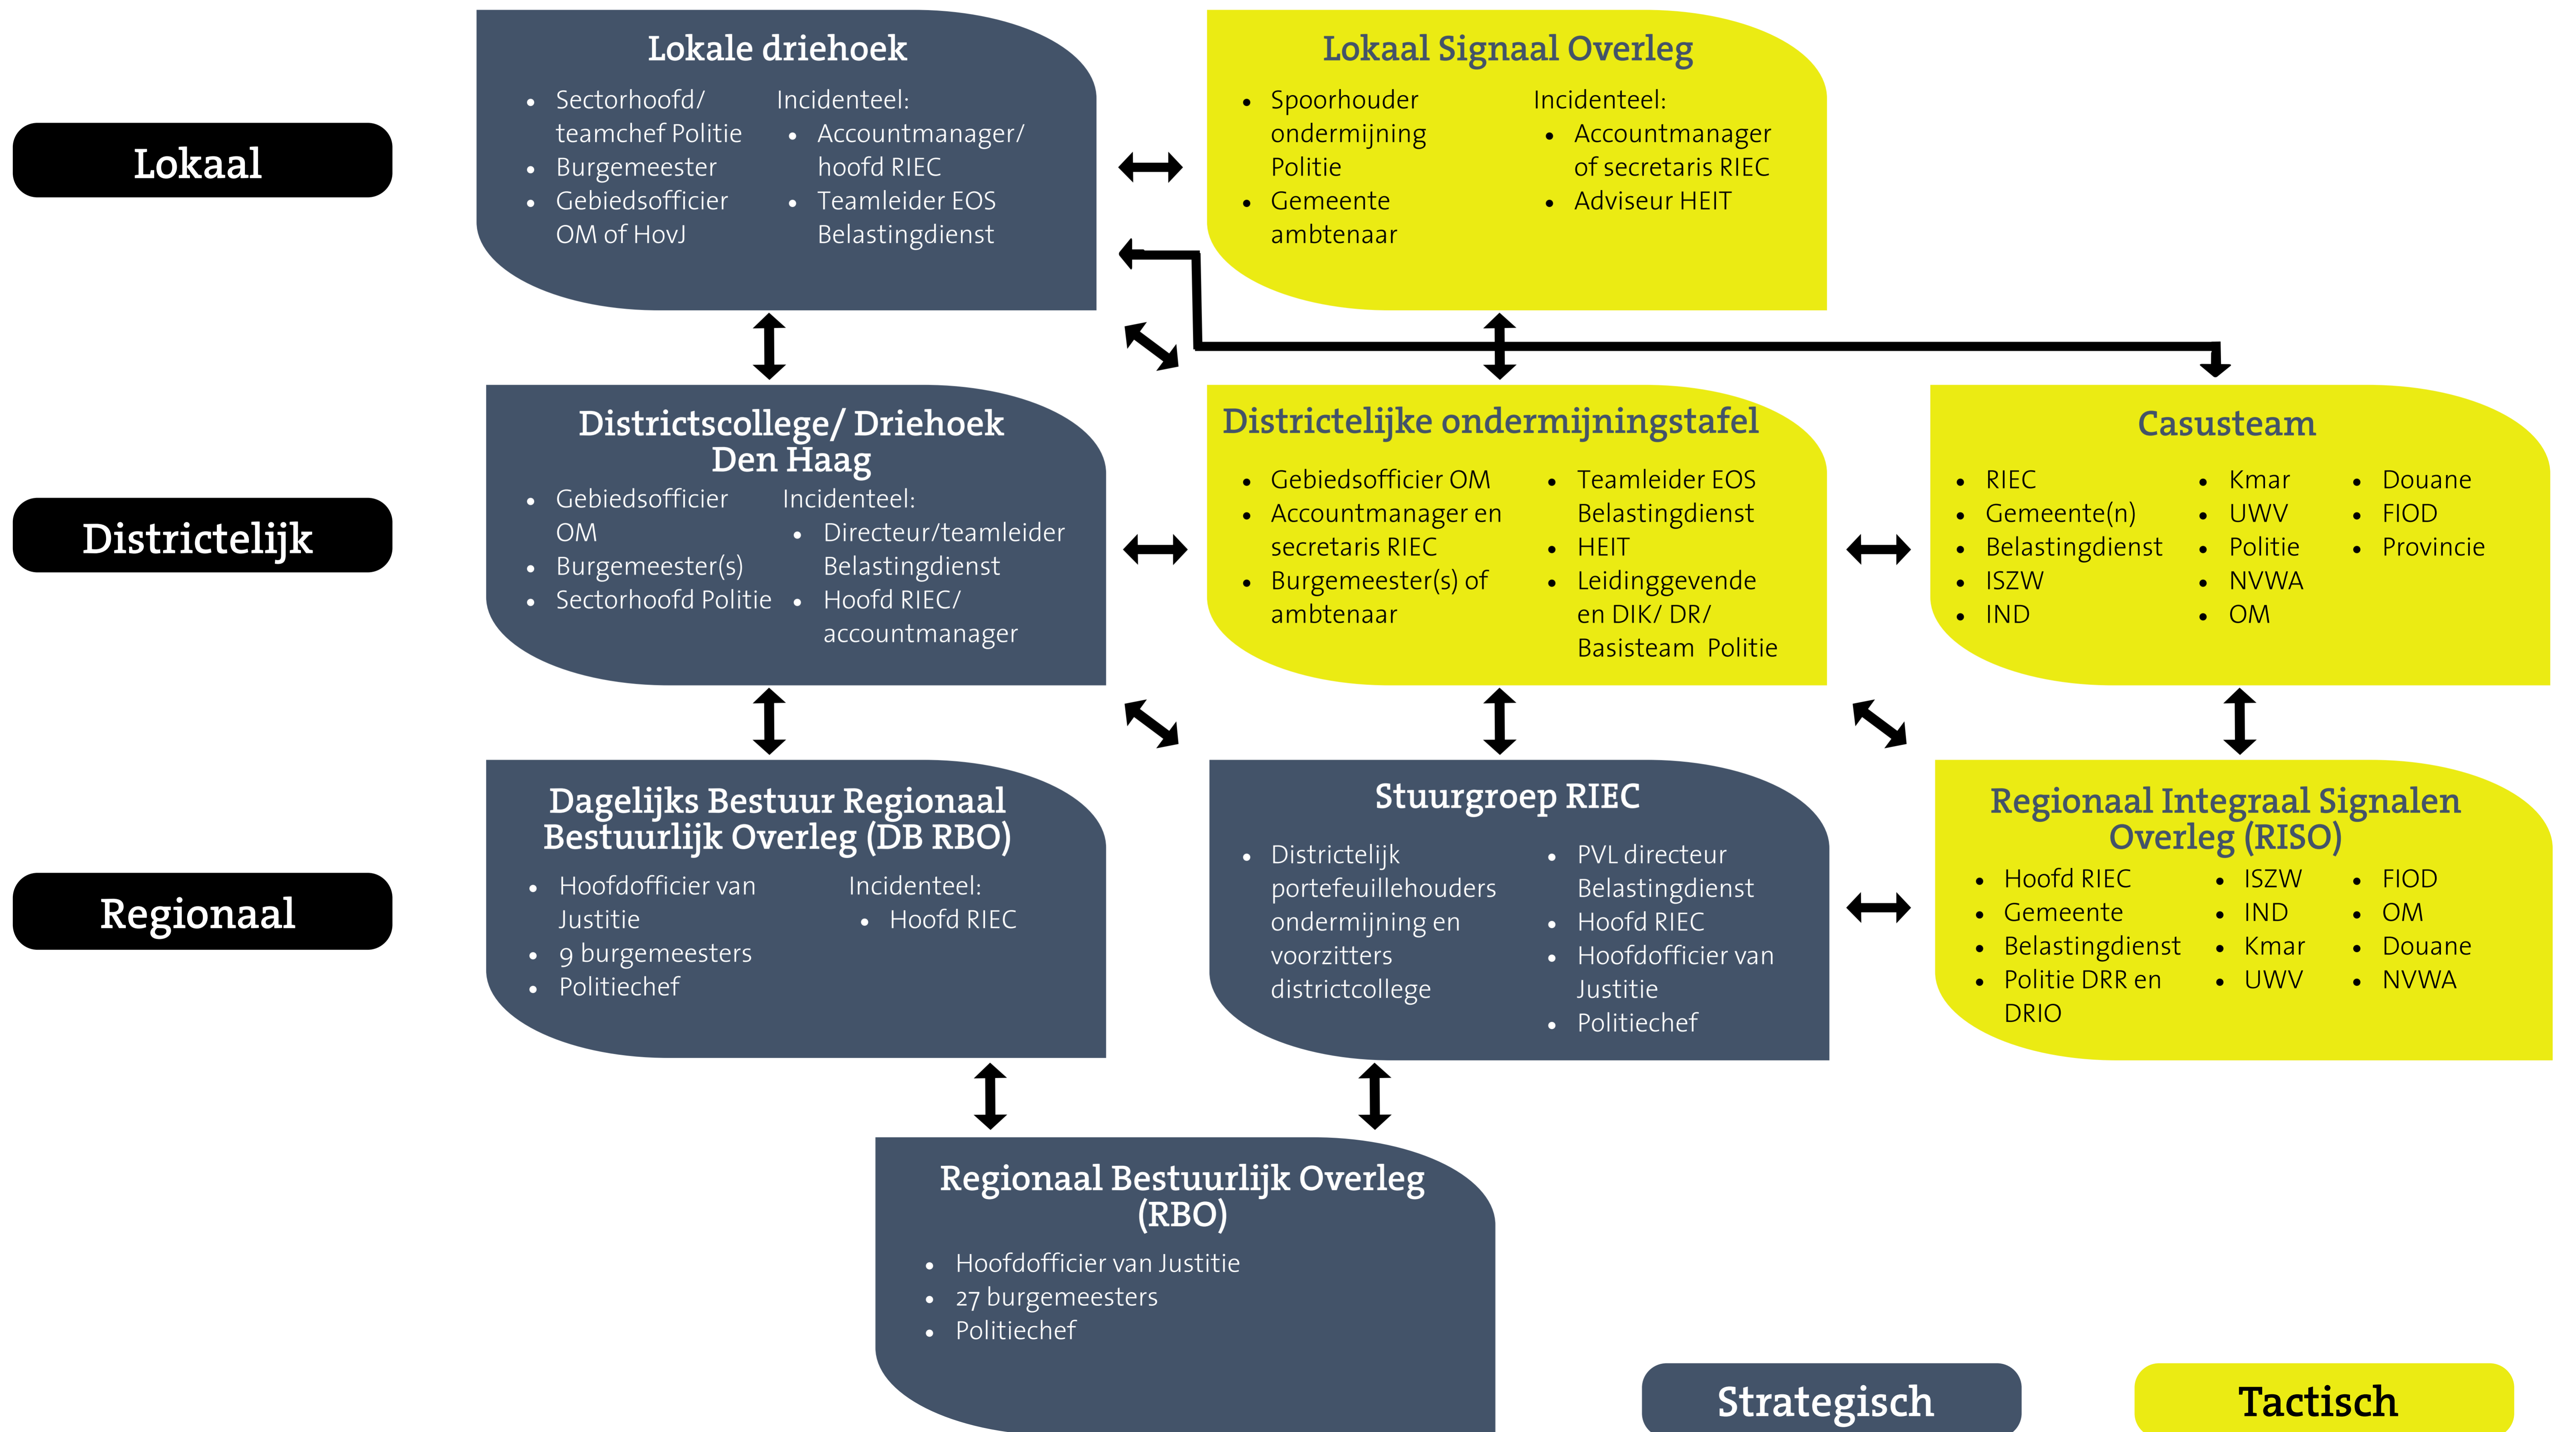 Lokaal
Lokale driehoek
Sectorhoofd/
teamchef Politie
Burgemeester
Gebiedsofficier
OM of HovJ
Incidenteel:
Accountmanager/
hoofd RIEC
Teamleider EOS
Belastingdienst
Lokaal Signaal Overleg
Spoorhouder
ondermijning
Politie
Gemeente
ambtenaar
Incidenteel:
Accountmanager
of secretaris RIEC
Adviseur HEIT
Districtelijk
Districtscollege/ Driehoek
Den Haag
Gebiedsofficier
OM
Burgemeester(s)
Sectorhoofd Politie
Incidenteel:
Directeur/teamleider
Belastingdienst
Hoofd RIEC/
accountmanager
Districtelijke ondermijningstafel
Gebiedsofficier OM
Accountmanager en
secretaris RIEC
Burgemeester(s) of
ambtenaar
Teamleider EOS
Belastingdienst
HEIT
Leidinggevende
en DIK/ DR/
Basisteam Politie
Casusteam
RIEC
Gemeente(n)
Belastingdienst
ISZW
IND
Kmar
UWV
Politie
NVWA
OM
Douane
FIOD
Provincie
Regionaal
Dagelijks Bestuur Regionaal
Bestuurlijk Overleg (DB RBO)
Hoofdofficier van
Justitie
9 burgemeesters
Politiechef
Incidenteel:
Hoofd RIEC
Stuurgroep RIEC
Districtelijk
portefeuillehouders
ondermijning en
voorzitters
districtcollege
PVL directeur
Belastingdienst
Hoofd RIEC
Hoofdofficier van
Justitie
Politiechef
Regionaal Integraal Signalen
Overleg (RISO)
Hoofd RIEC
Gemeente
Belastingdienst
Politie DRR en
DRIO
ISZW
IND
Kmar
UWV
FIOD
OM
Douane
NVWA
Regionaal Bestuurlijk Overleg
(RBO)
Hoofdofficier van Justitie
27 burgemeesters
Politiechef
Strategisch
Tactisch